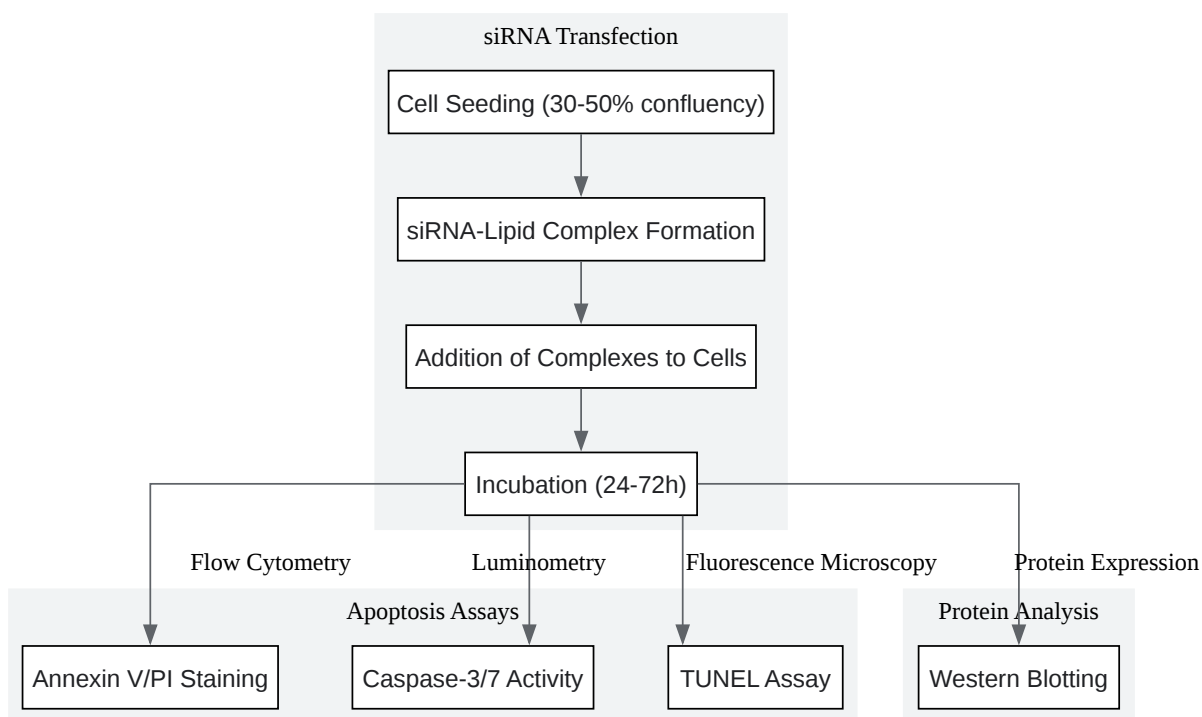 siRNA Transfection
Cell Seeding (30-50% confluency)
siRNA-Lipid Complex Formation
Addition of Complexes to Cells
Incubation (24-72h)
Flow Cytometry
Luminometry
Fluorescence Microscopy
Protein Expression
Apoptosis Assays
Protein Analysis
Annexin V/PI Staining
Caspase-3/7 Activity
TUNEL Assay
Western Blotting